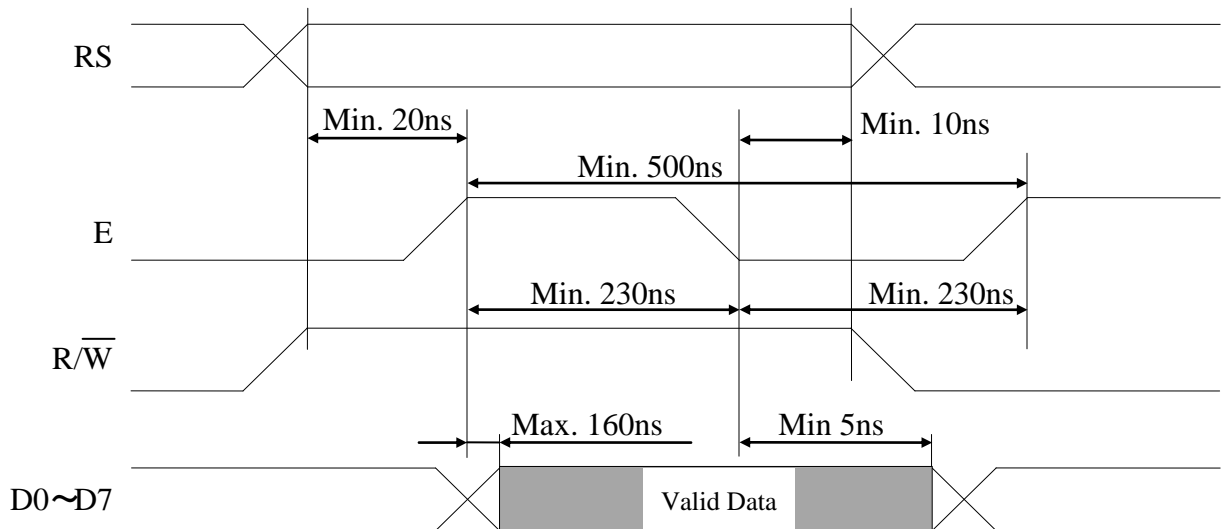 RS
Min. 20ns
Min. 10ns
Min. 500ns
E
Min. 230ns
Min. 230ns
R/W̅
Max. 160ns
Min 5ns
D0～D7
Valid Data